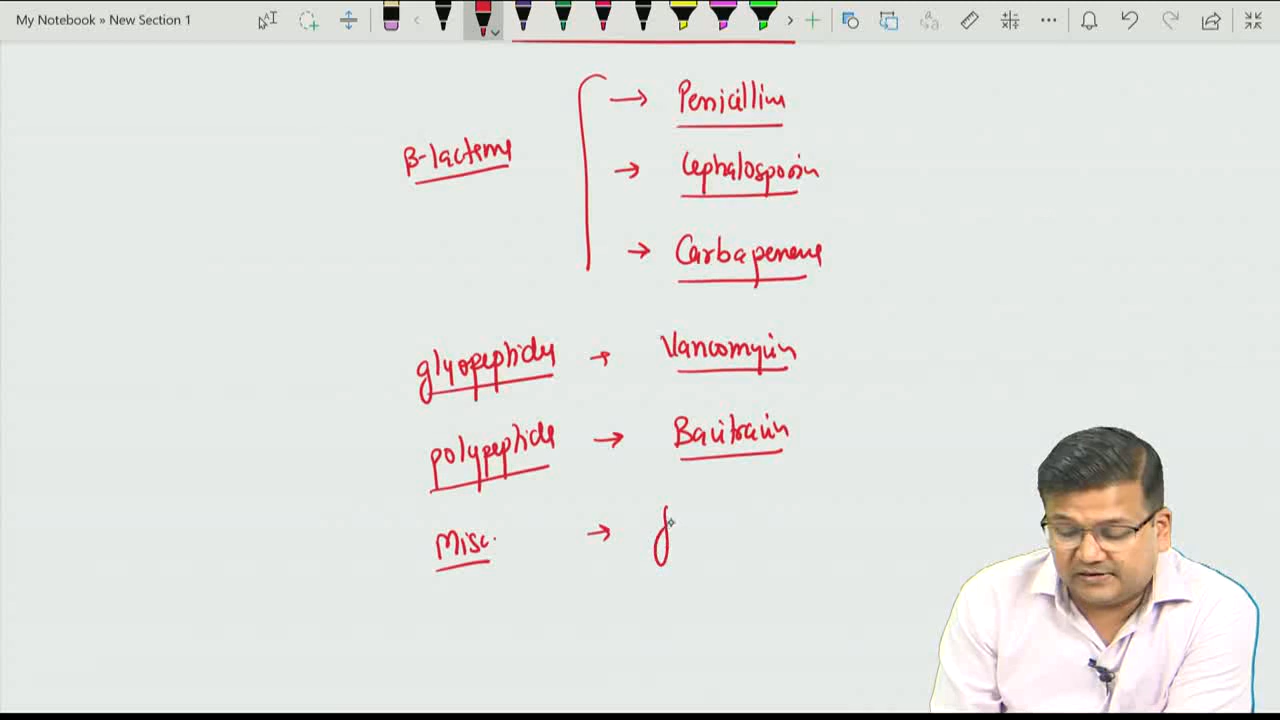 My Notebook » New Section 1
→ Penicillin
β-lactams
→ Cephalosporin
→ Carbapenems
glycopeptides → Vancomycin
polypeptide → Bacitracin
Misc. →